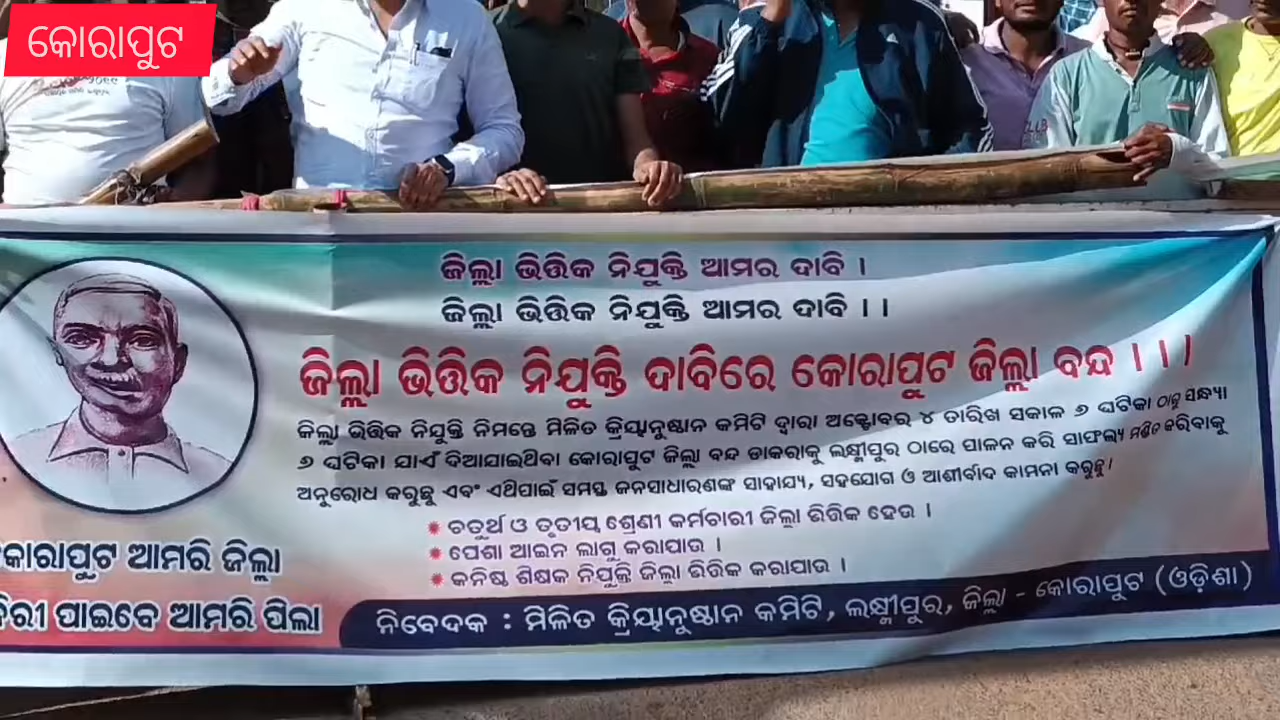 କୋରାପୁଟ
ଜିଲ୍ଲା ଭିତ୍ତିକ ନିଯୁକ୍ତି ଆମର ଦାବି ।
ଜିଲ୍ଲା ଭିତ୍ତିକ ନିଯୁକ୍ତି ଆମର ଦାବି ।।
ଜିଲ୍ଲା ଭିତ୍ତିକ ନିଯୁକ୍ତି ଦାବିରେ କୋରାପୁଟ ଜିଲ୍ଲା ବନ୍ଦ ।।।
ଜିଲ୍ଲା ଭିତ୍ତିକ ନିଯୁକ୍ତି ନିମନ୍ତେ ମିଳିତ କ୍ରିୟାନୁଷ୍ଠାନ କମିଟି ଦ୍ୱାରା ଅକ୍ଟୋବର ୪ ତାରିଖ ସକାଳ ୬ ଘଟିକା ଠାରୁ ସନ୍ଧ୍ୟା
୬ ଘଟିକା ଯାଏଁ ଦିଆଯାଇଥିବା କୋରାପୁଟ ଜିଲ୍ଲା ବନ୍ଦ ଡାକରାକୁ ଲକ୍ଷ୍ମୀପୁର ଠାରେ ପାଳନ କରି ସାଫଲ୍ୟ ମଣ୍ଡିତ କରିବାକୁ
ଅନୁରୋଧ କରୁଛୁ ଏବଂ ଏଥିପାଇଁ ସମସ୍ତ ଜନସାଧାରଣଙ୍କ ସାହାଯ୍ୟ, ସହଯୋଗ ଓ ଆଶୀର୍ବାଦ କାମନା କରୁଛୁ।
* ଚତୁର୍ଥ ଓ ତୃତୀୟ ଶ୍ରେଣୀ କର୍ମଚାରୀ ଜିଲ୍ଲା ଭିତ୍ତିକ ହେଉ ।
* ପେଶା ଆଇନ ଲାଗୁ କରାଯାଉ ।
* କନିଷ୍ଠ ଶିକ୍ଷକ ନିଯୁକ୍ତି ଜିଲ୍ଲା ଭିତ୍ତିକ କରାଯାଉ ।
କୋରାପୁଟ ଆମରି ଜିଲ୍ଲା
ପାଇବେ ଆମରି ପିଲା
ନିବେଦକ : ମିଳିତ କ୍ରିୟାନୁଷ୍ଠାନ କମିଟି, ଲକ୍ଷ୍ମୀପୁର, ଜିଲ୍ଲା - କୋରାପୁଟ (ଓଡ଼ିଶା)